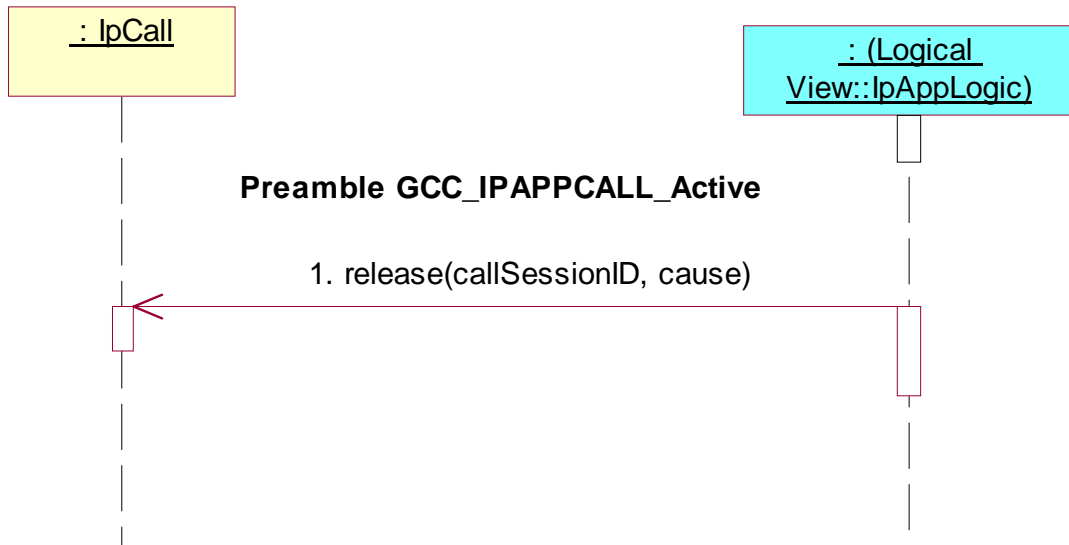 : IpCall
: (Logical
View::IpAppLogic)
Preamble GCC_IPAPPCALL_Active
1. release(callSessionID, cause)